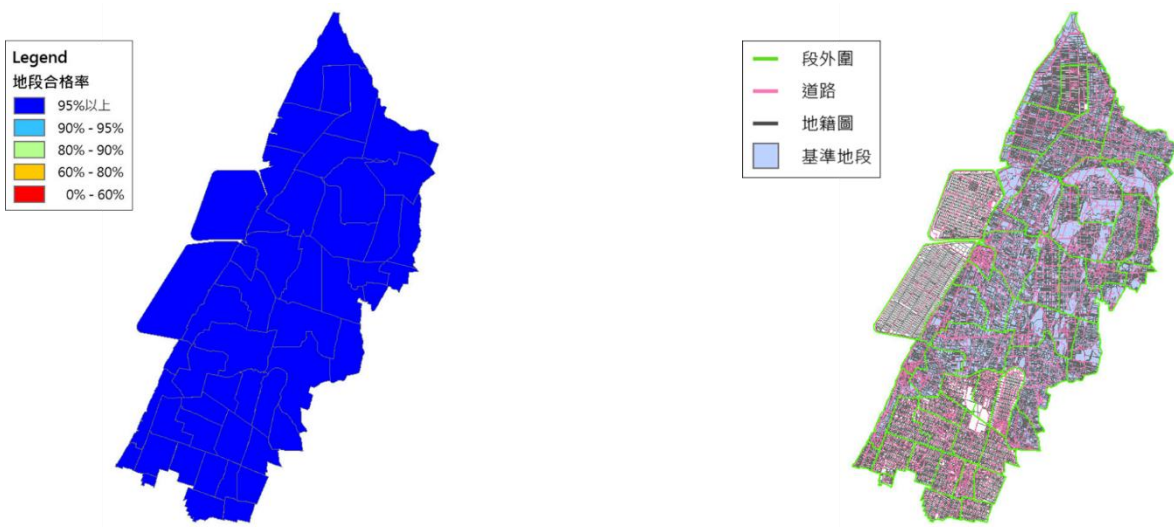 Legend
地段合格率
95%以上
90% - 95%
80% - 90%
60% - 80%
0% - 60%
段外圍
道路
地籍圖
基準地段